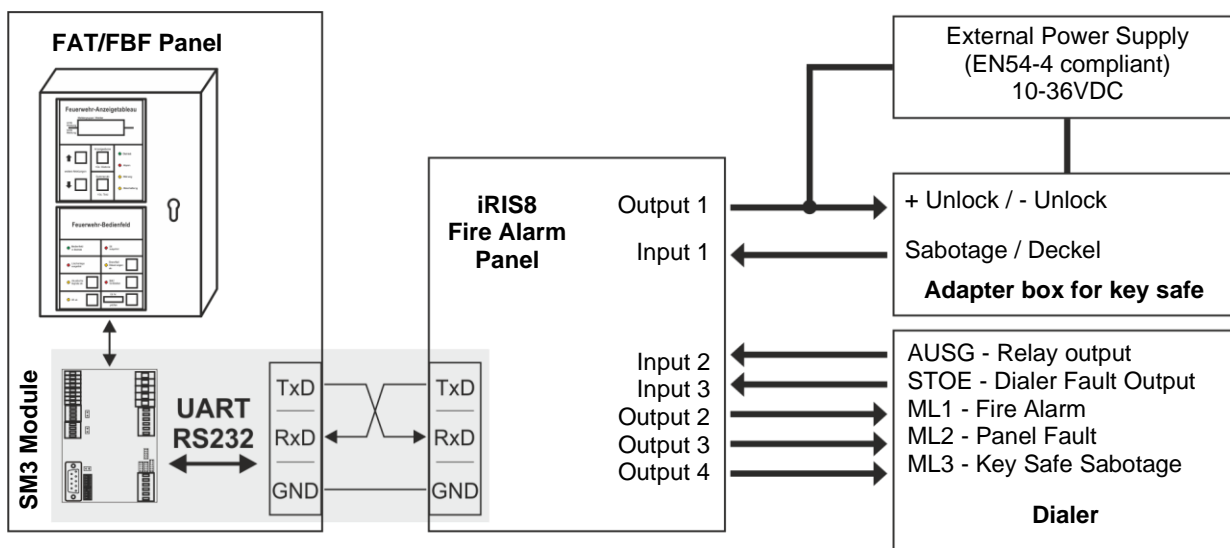 FAT/FBF Panel
Feuerwehr-Anzeigetableau
Feuerwehr-Bedienfeld
SM3 Module
UART
RS232
TxD
RxD
GND
TxD
RxD
GND
iRIS8
Fire Alarm
Panel
Output 1
Input 1
Input 2
Input 3
Output 2
Output 3
Output 4
External Power Supply
(EN54-4 compliant)
10-36VDC
+ Unlock / - Unlock
Sabotage / Deckel
Adapter box for key safe
AUSG - Relay output
STOE - Dialer Fault Output
ML1 - Fire Alarm
ML2 - Panel Fault
ML3 - Key Safe Sabotage
Dialer